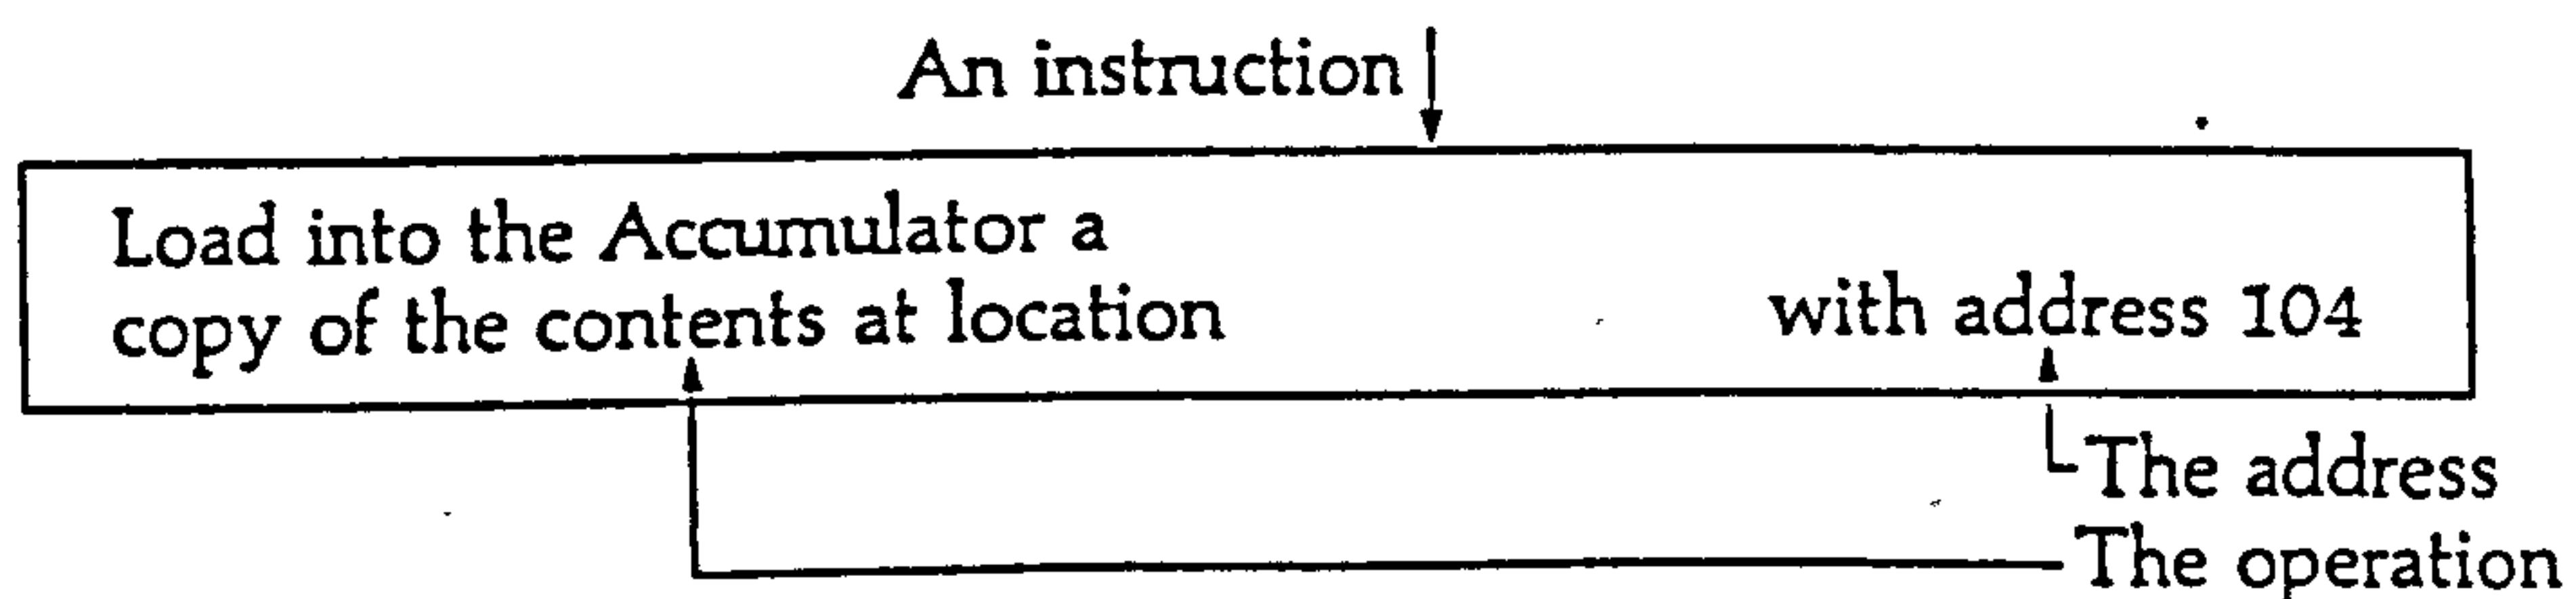 An instruction
Load into the Accumulator a
copy of the contents at location
with address 104
The address
The operation